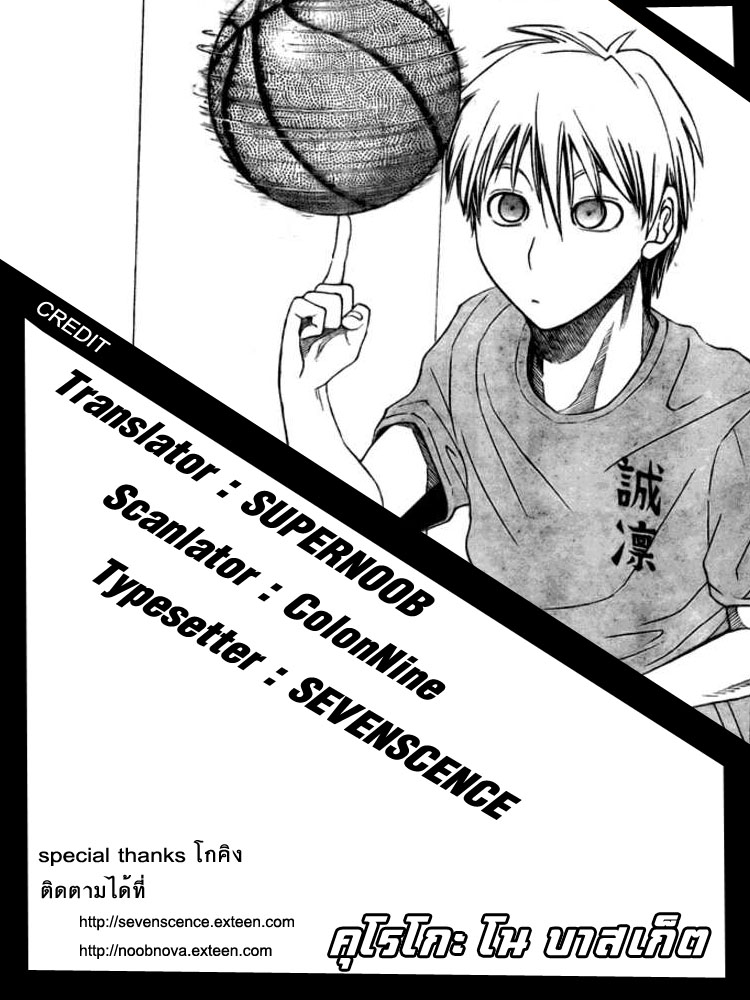 CREDIT
Translator : SUPERNOOB
Scanlator : ColonNine
Typesetter : SEVENSCENCE
誠凛
special thanks โกคิง
ติดตามได้ที่
http://sevenscence.exteen.com
http://noobnova.exteen.com
คุโรโกะ โน บาสเก็ต